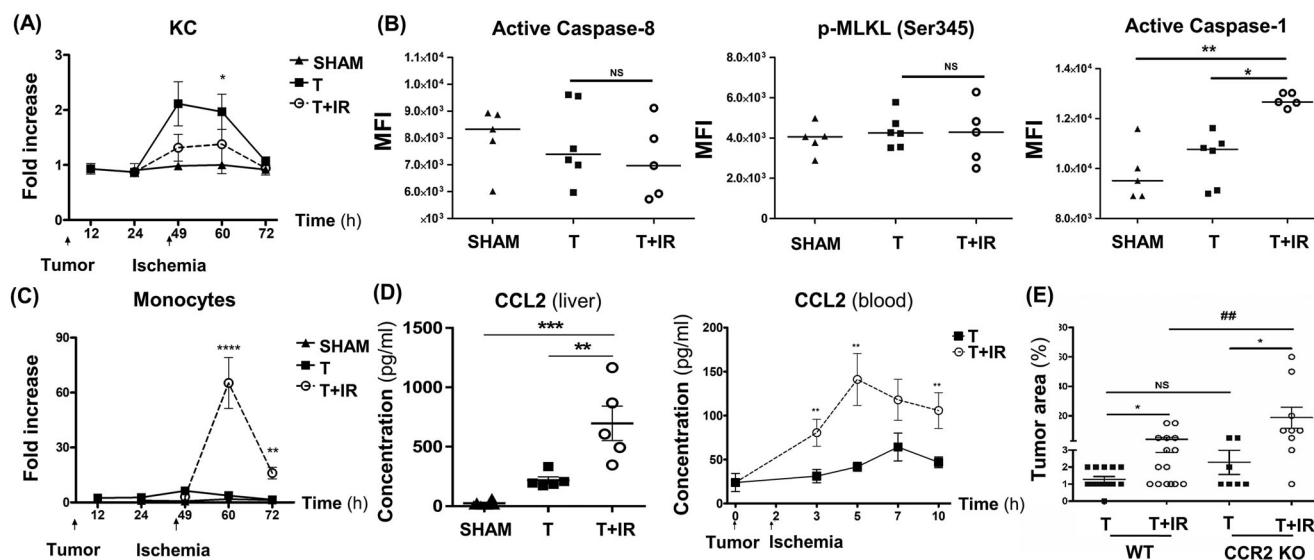 (A)
KC
SHAM
T
T+IR
Fold increase
3
2
1
0
*
12 24 49 60 72
Time (h)
Tumor Ischemia
(B)
Active Caspase-8
MFI
1.0×10⁴
9.0×10³
8.0×10³
7.0×10³
6.0×10³
×10³
NS
SHAM T T+IR
p-MLKL (Ser345)
MFI
8.0×10³
6.0×10³
4.0×10³
2.0×10³
0
NS
SHAM T T+IR
Active Caspase-1
MFI
1.4×10⁴
1.2×10⁴
1.0×10⁴
8.0×10³
**
*
SHAM T T+IR
(C)
Monocytes
SHAM
T
T+IR
Fold increase
90
60
30
0
****
**
12 24 49 60 72
Time (h)
Tumor Ischemia
(D)
CCL2 (liver)
Concentration (pg/ml)
1500
1000
500
0
***
**
SHAM T T+IR
CCL2 (blood)
T
T+IR
Concentration (pg/ml)
200
150
100
50
0
**
**
**
0 2 3 5 7 10
Time (h)
Tumor Ischemia
(E)
Tumor area (%)
80
60
40
20
4
3
2
1
0
##
*
NS
*
T T+IR T T+IR
WT CCR2 KO